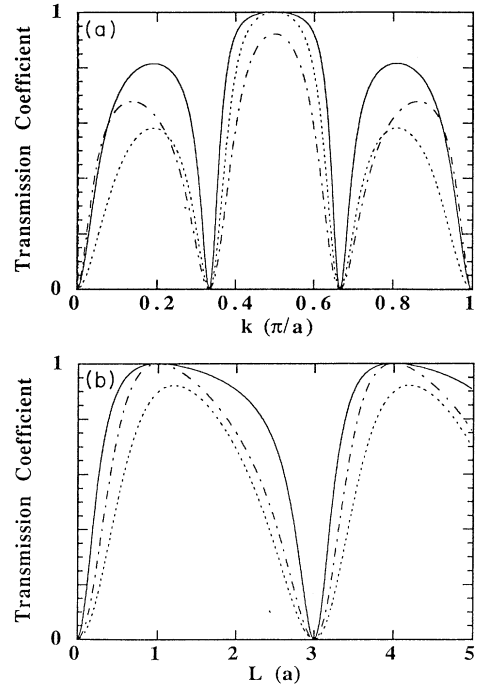 1
(a)
Transmission Coefficient
0
0 0.2 0.4 0.6 0.8 1
k (π/a)
1
(b)
Transmission Coefficient
0
0 1 2 3 4 5
L (a)